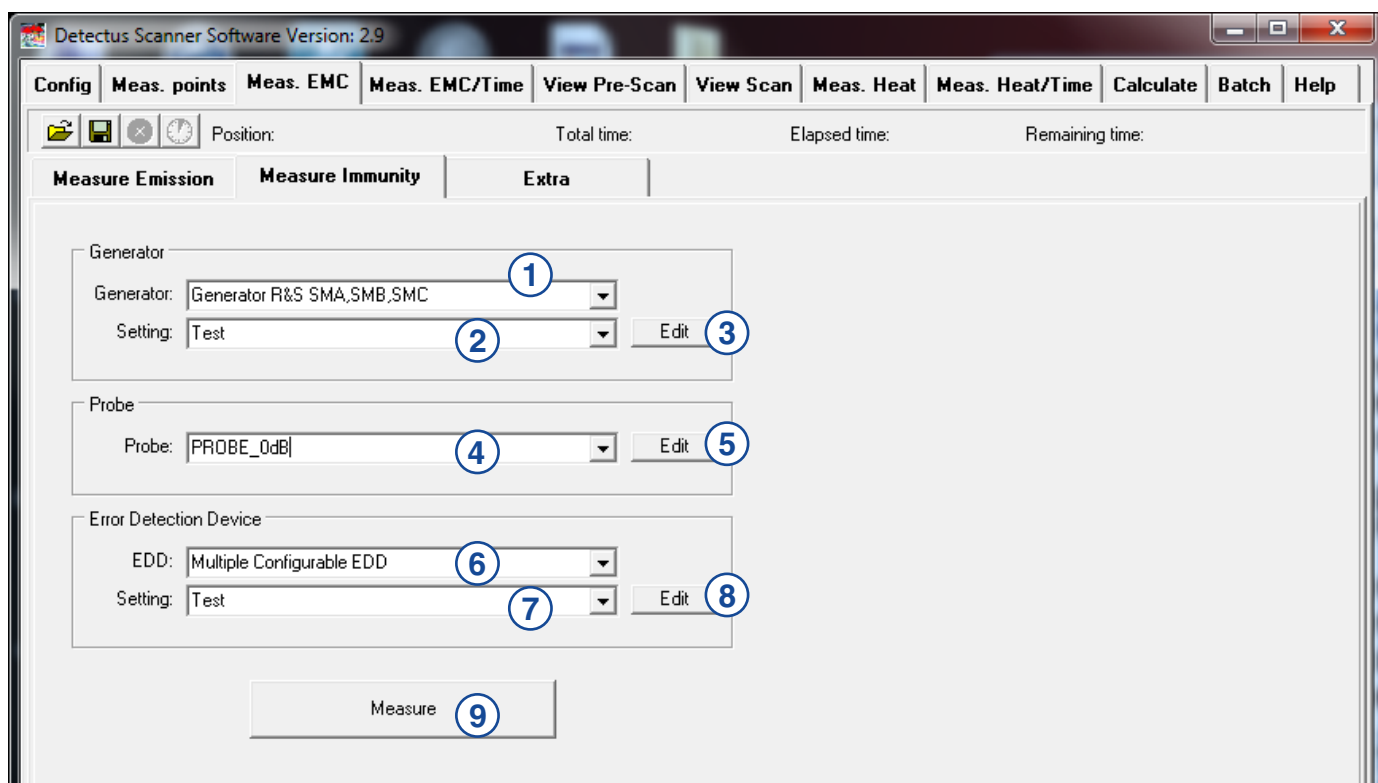 Detectus Scanner Software Version: 2.9
Config Meas. points Meas. EMC Meas. EMC/Time View Pre-Scan View Scan Meas. Heat Meas. Heat/Time Calculate Batch Help
Position: Total time: Elapsed time: Remaining time:
Measure Emission Measure Immunity Extra
Generator
1
Generator: Generator R&S SMA,SMB,SMC
Setting: Test 2 Edit 3
Probe
Probe: PROBE_0dB 4 Edit 5
Error Detection Device
EDD: Multiple Configurable EDD 6
Setting: Test 7 Edit 8
Measure 9